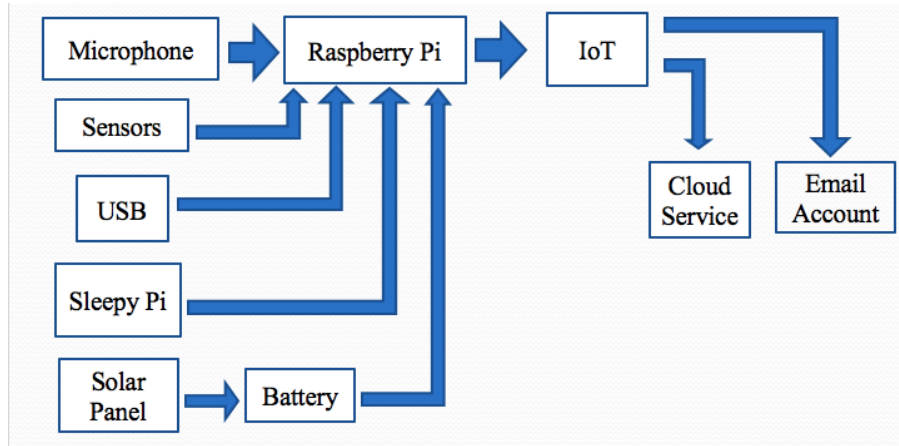 Microphone
Raspberry Pi
IoT
Sensors
USB
Cloud
Service
Email
Account
Sleepy Pi
Solar
Panel
Battery